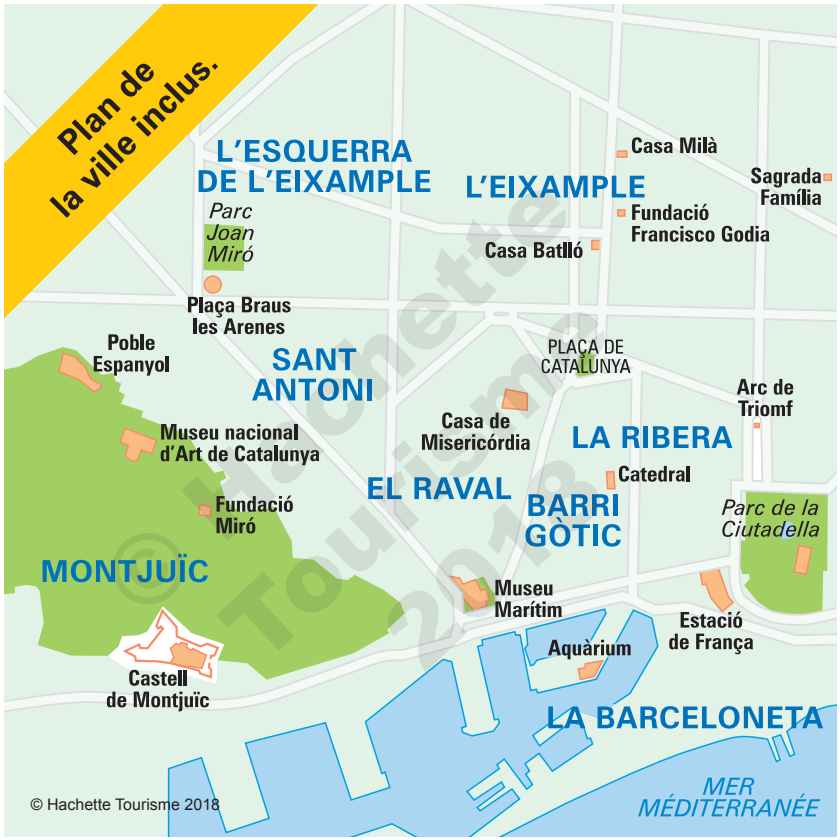 Plan de
la ville inclus.
L'ESQUERRA
DE L'EIXAMPLE
L'EIXAMPLE
Casa Milà
Sagrada
Família
Parc
Joan
Miró
Fundació
Francisco Godia
Casa Batlló
Plaça Braus
les Arenes
Poble
Espanyol
SANT
ANTONI
PLAÇA DE
CATALUNYA
Arc de
Triomf
Casa de
Misericórdia
LA RIBERA
Museu nacional
d'Art de Catalunya
EL RAVAL
Catedral
BARRI
GÒTIC
Parc de la
Ciutadella
Fundació
Miró
MONTJUÏC
Museu
Marítim
Estació
de França
Aquàrium
Castell
de Montjuïc
LA BARCELONETA
MER
MÉDITERRANÉE
© Hachette Tourisme 2018
© Hachette
Tourisme
2018